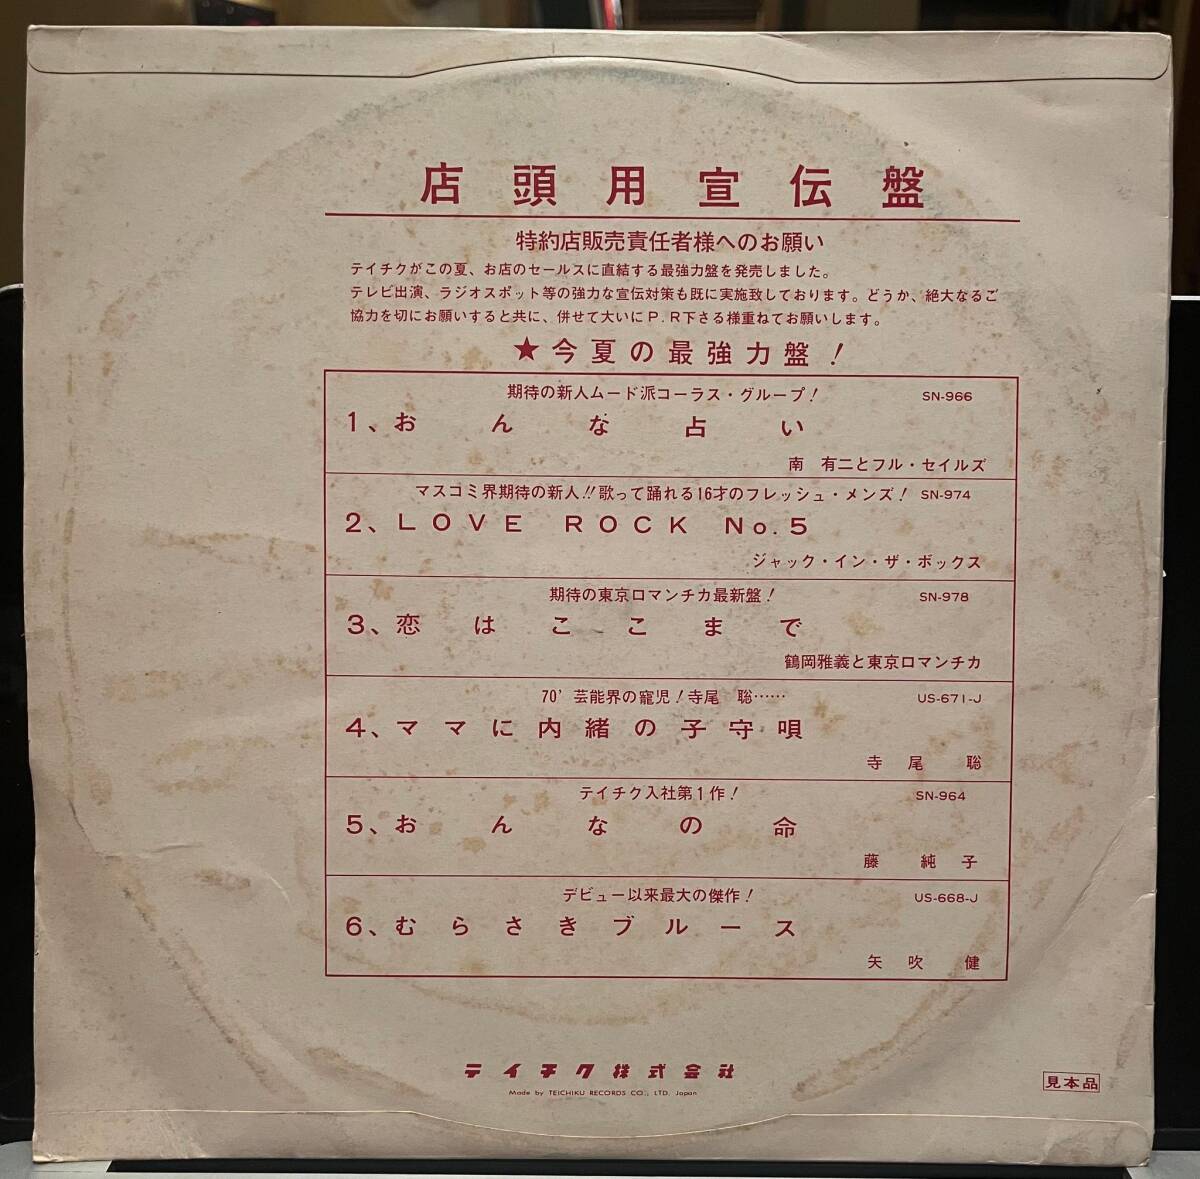 店頭用宣伝盤
特約店販売責任者様へのお願い
テイチクがこの夏、お店のセールスに直結する最強力盤を発売しました。
テレビ出演、ラジオスポット等の強力な宣伝対策も既に実施致しております。どうか、絶大なるご
協力を切にお願いすると共に、併せて大いにP.R下さる様重ねてお願いします。
★今夏の最強力盤!
期待の新人ムード派コーラス・グループ! SN-966
1、おんな占い
南 有二とフル・セイルズ
マスコミ界期待の新人!!歌って踊れる16才のフレッシュ・メンズ! SN-974
2、LOVE ROCK No.5
ジャック・イン・ザ・ボックス
期待の東京ロマンチカ最新盤! SN-978
3、恋はここまで
鶴岡雅義と東京ロマンチカ
70' 芸能界の寵児!寺尾 聡…… US-671-J
4、ママに内緒の子守唄
寺尾 聡
テイチク入社第1作! SN-964
5、おんなの命
藤 純子
デビュー以来最大の傑作! US-668-J
6、むらさきブルース
矢吹 健
テイチク株式会社
Made by TEICHIKU RECORDS CO., LTD. Japan
見本品